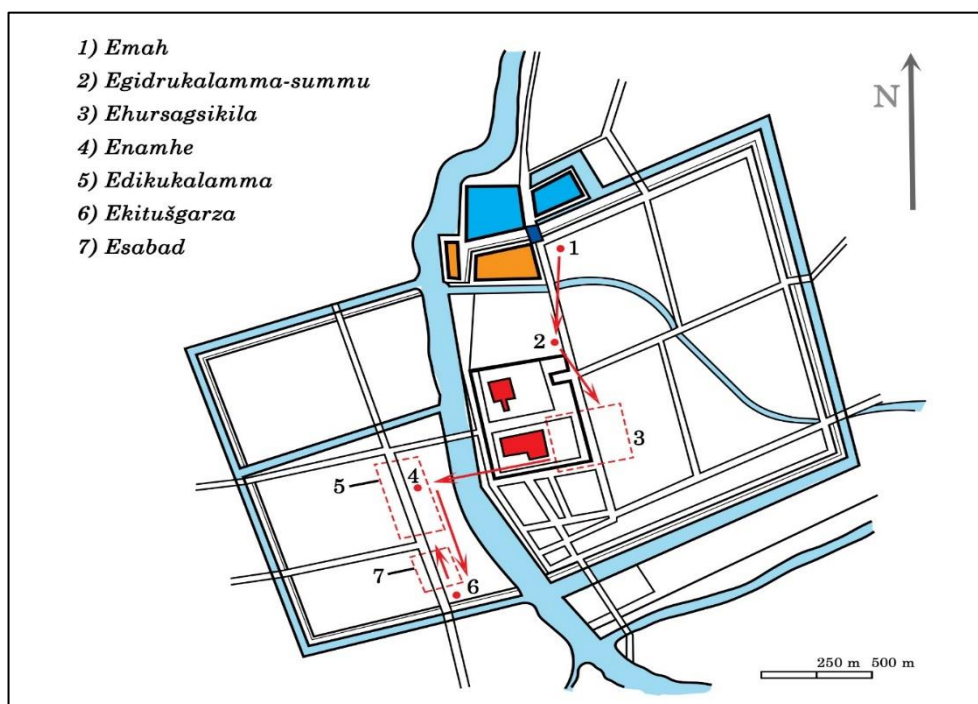 1) Emah
2) Egidrukalamma-summu
3) Ehursagsikila
4) Enamhe
5) Edikukalamma
6) Ekitušgarza
7) Esabad
N
1
2
3
4
5
6
7
250 m 500 m